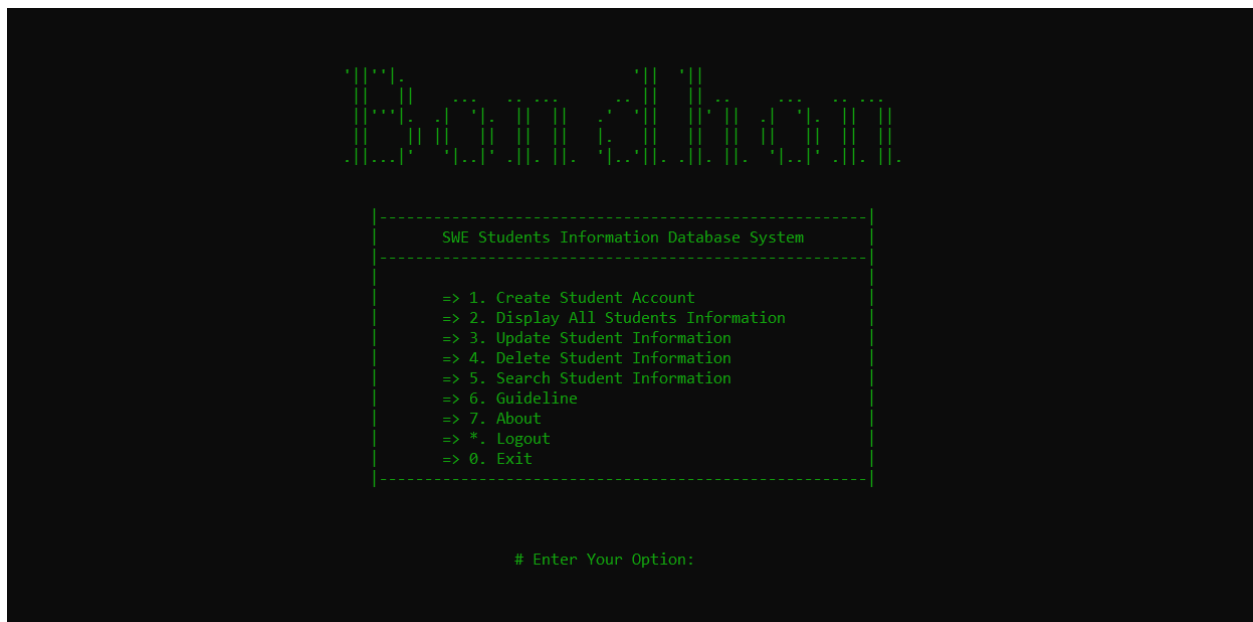 Bondhon
SWE Students Information Database System
=> 1. Create Student Account
=> 2. Display All Students Information
=> 3. Update Student Information
=> 4. Delete Student Information
=> 5. Search Student Information
=> 6. Guideline
=> 7. About
=> *. Logout
=> 0. Exit
# Enter Your Option: